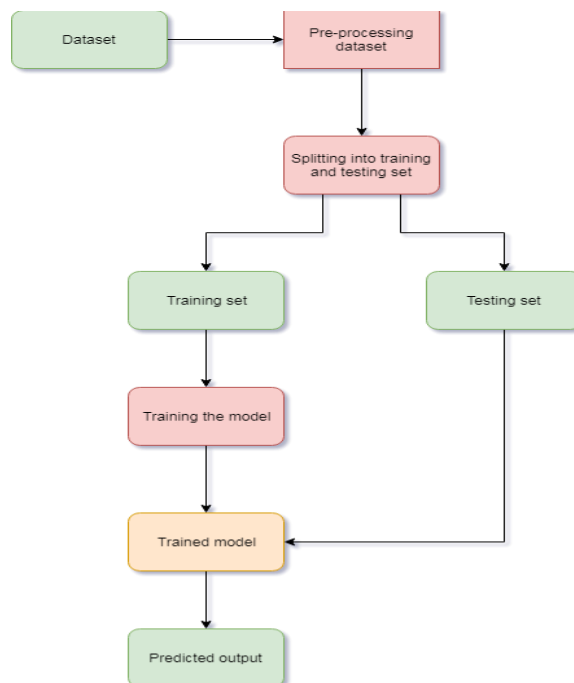 Dataset
Pre-processing
dataset
Splitting into training
and testing set
Training set
Testing set
Training the model
Trained model
Predicted output